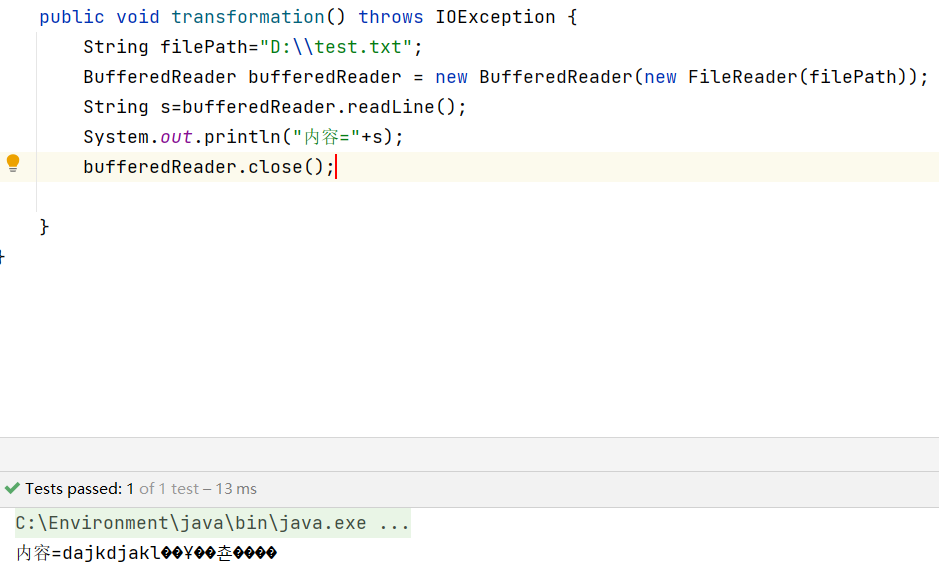 public void transformation() throws IOException {
String filePath="D:\\test.txt";
BufferedReader bufferedReader = new BufferedReader(new FileReader(filePath));
String s=bufferedReader.readLine();
System.out.println("内容="+s);
bufferedReader.close();
}
}
Tests passed: 1 of 1 test – 13 ms
C:\Environment\java\bin\java.exe ...
内容=dajkdjakl��¥��죤����